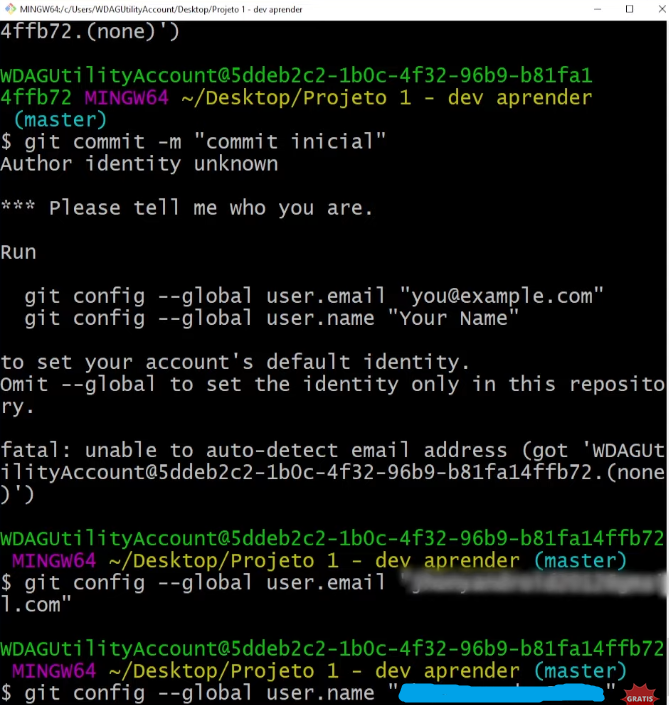 MINGW64:/c/Users/WDAGUtilityAccount/Desktop/Projeto 1 - dev aprender
4ffb72.(none)')
WDAGUtilityAccount@5ddeb2c2-1b0c-4f32-96b9-b81fa1
4ffb72 MINGW64 ~/Desktop/Projeto 1 - dev aprender
(master)
$ git commit -m "commit inicial"
Author identity unknown
*** Please tell me who you are.
Run
git config --global user.email "you@example.com"
git config --global user.name "Your Name"
to set your account's default identity.
Omit --global to set the identity only in this reposito
ry.
fatal: unable to auto-detect email address (got 'WDAGUt
ilityAccount@5ddeb2c2-1b0c-4f32-96b9-b81fa14ffb72.(none
)')
WDAGUtilityAccount@5ddeb2c2-1b0c-4f32-96b9-b81fa14ffb72
MINGW64 ~/Desktop/Projeto 1 - dev aprender (master)
$ git config --global user.email
l.com"
WDAGUtilityAccount@5ddeb2c2-1b0c-4f32-96b9-b81fa14ffb72
MINGW64 ~/Desktop/Projeto 1 - dev aprender (master)
$ git config --global user.name " "
GRATIS